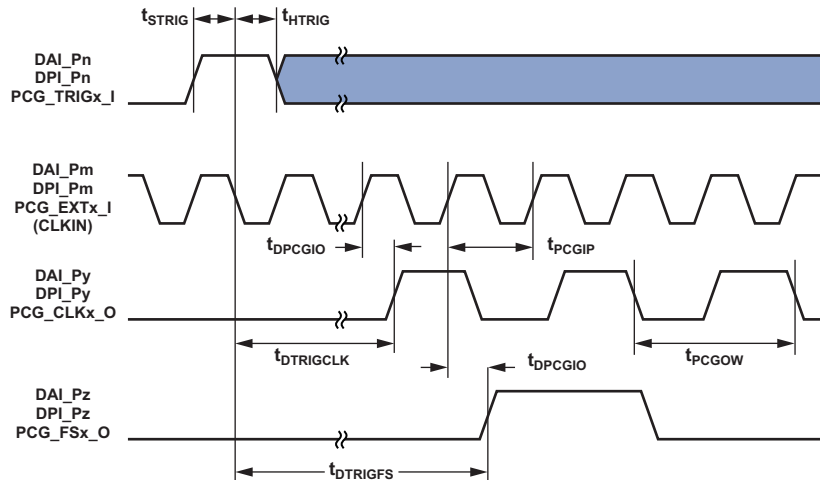 tSTRIG
tHTRIG
DAI_Pn
DPI_Pn
PCG_TRIGx_I
DAI_Pm
DPI_Pm
PCG_EXTx_I
(CLKIN)
tDPCGIO
tPCGIP
DAI_Py
DPI_Py
PCG_CLKx_O
tDTRIGCLK
tDPCGIO
tPCGOW
DAI_Pz
DPI_Pz
PCG_FSx_O
tDTRIGFS